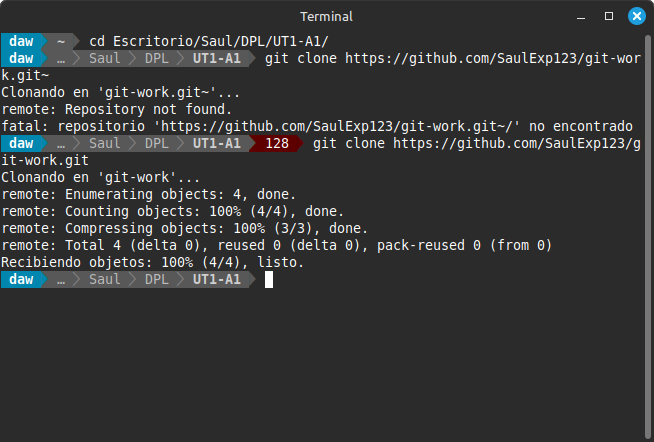 Terminal
daw ~ cd Escritorio/Saul/DPL/UT1-A1/
daw … Saul DPL UT1-A1 git clone https://github.com/SaulExp123/git-wor
k.git~
Clonando en 'git-work.git~'...
remote: Repository not found.
fatal: repositorio 'https://github.com/SaulExp123/git-work.git~/' no encontrado
daw … Saul DPL UT1-A1 128 git clone https://github.com/SaulExp123/g
it-work.git
Clonando en 'git-work'...
remote: Enumerating objects: 4, done.
remote: Counting objects: 100% (4/4), done.
remote: Compressing objects: 100% (3/3), done.
remote: Total 4 (delta 0), reused 0 (delta 0), pack-reused 0 (from 0)
Recibiendo objetos: 100% (4/4), listo.
daw … Saul DPL UT1-A1